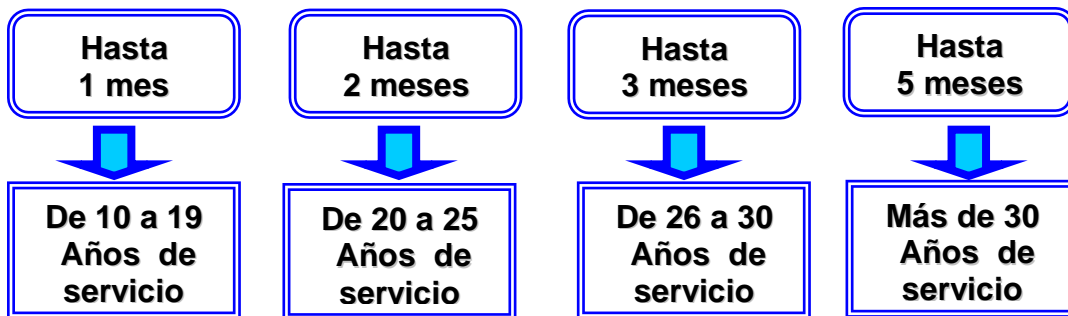 Hasta
1 mes
Hasta
2 meses
Hasta
3 meses
Hasta
5 meses
De 10 a 19
Años de
servicio
De 20 a 25
Años de
servicio
De 26 a 30
Años de
servicio
Más de 30
Años de
servicio